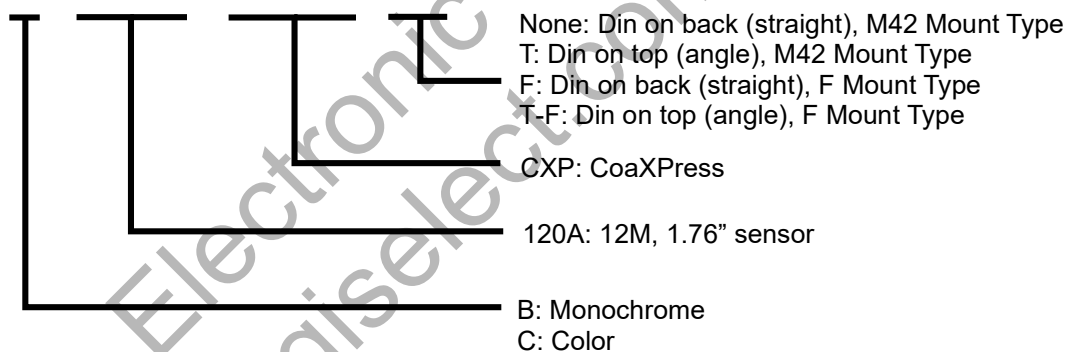 None: Din on back (straight), M42 Mount Type
T: Din on top (angle), M42 Mount Type
F: Din on back (straight), F Mount Type
T-F: Din on top (angle), F Mount Type
CXP: CoaXPress
120A: 12M, 1.76” sensor
B: Monochrome
C: Color
Electronic